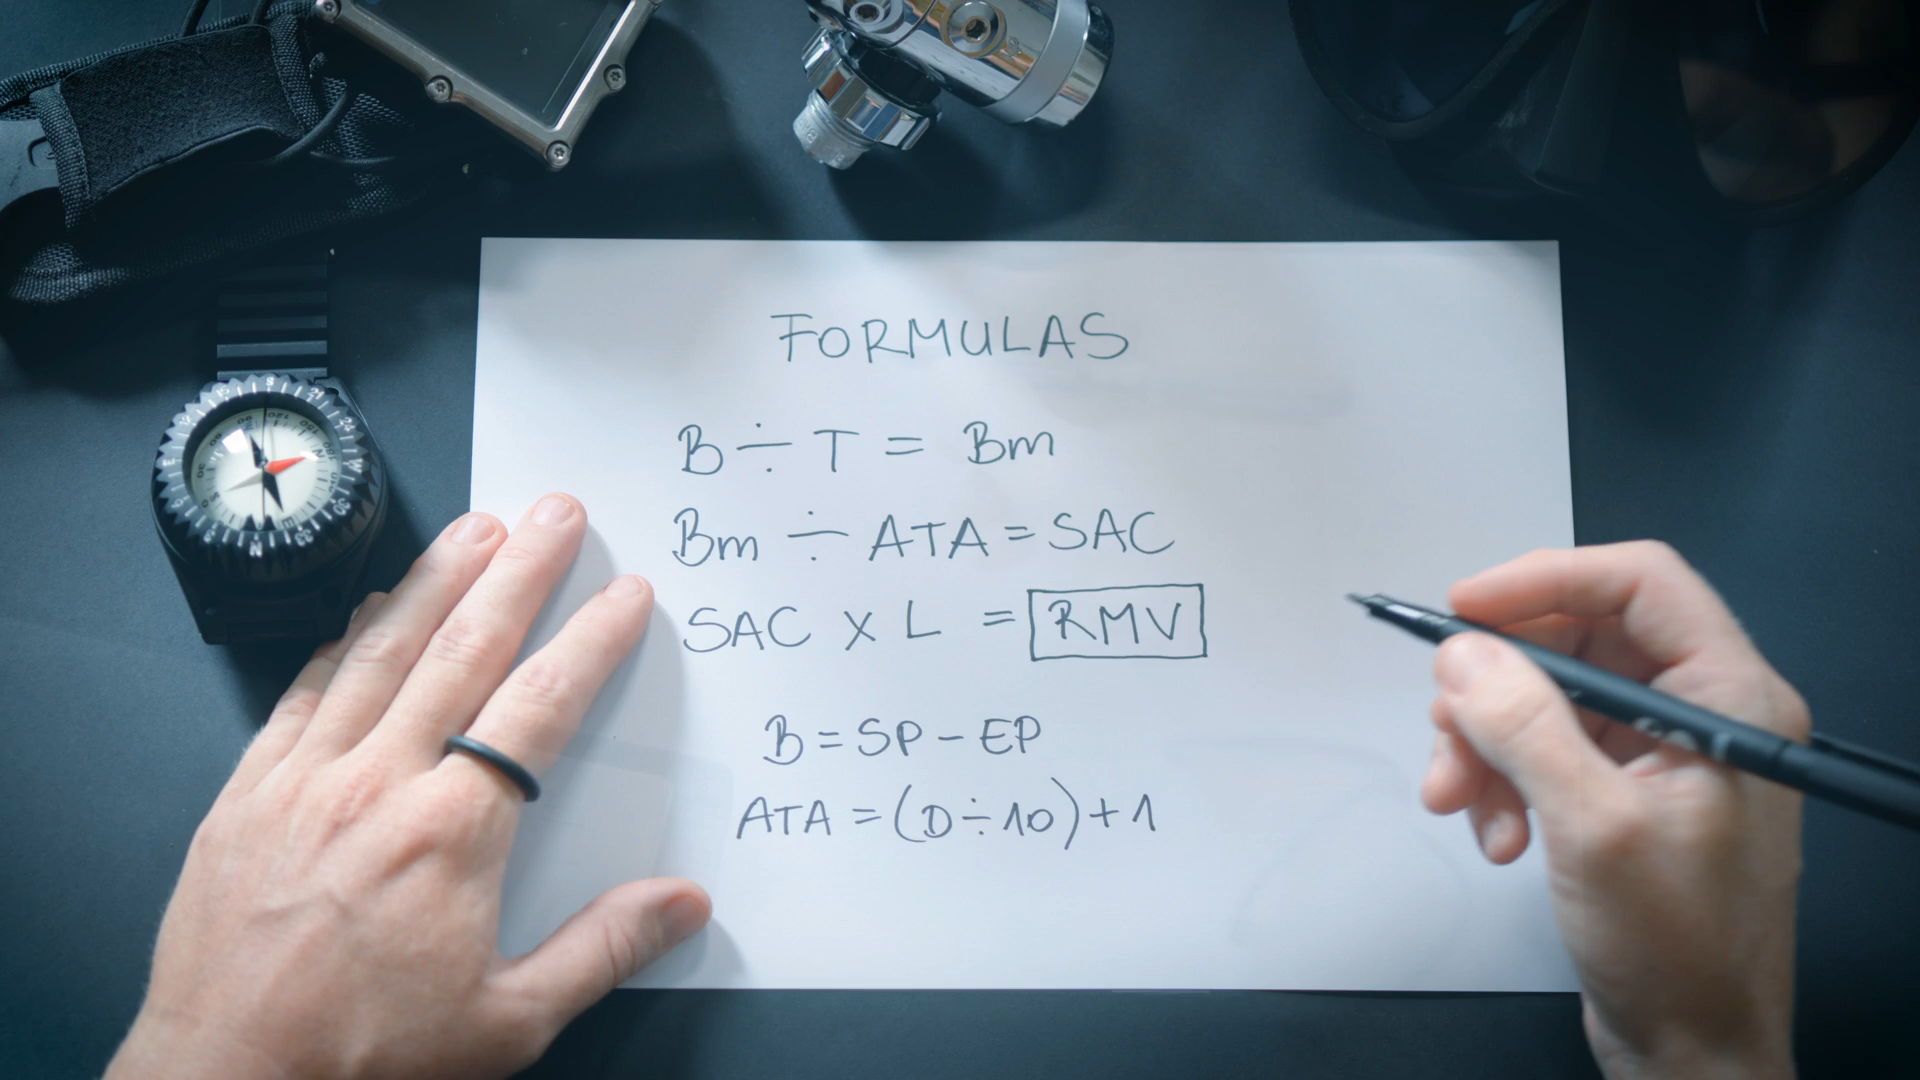 FORMULAS
B ÷ T = Bm
Bm ÷ ATA = SAC
SAC X L = RMV
B = SP - EP
ATA = (D ÷ 10) + 1